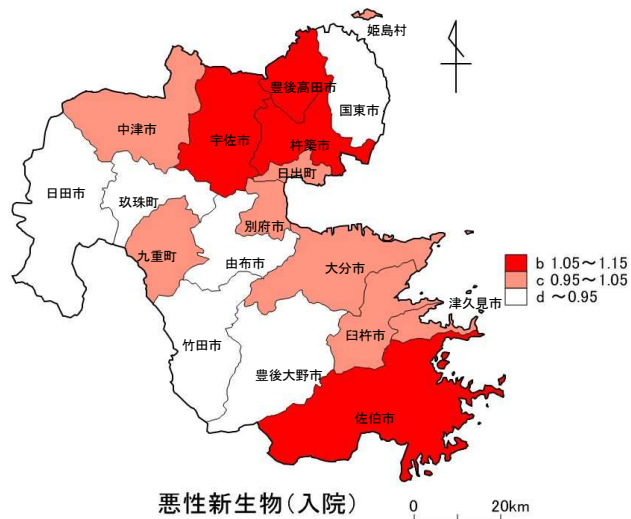 姫島村
豊後高田市
国東市
中津市
宇佐市
杵築市
日出町
日田市
玖珠町
別府市
九重町
由布市
大分市
b 1.05～1.15
c 0.95～1.05
d ～0.95
津久見市
臼杵市
竹田市
豊後大野市
佐伯市
悪性新生物(入院)
0 20km